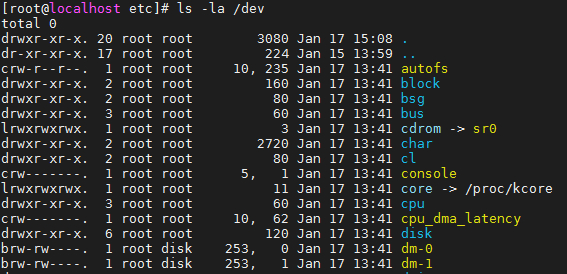 [root@localhost etc]# ls -la /dev
total 0
drwxr-xr-x. 20 root root        3080 Jan 17 15:08 .
dr-xr-xr-x. 17 root root         224 Jan 15 13:59 ..
crw-r--r--.  1 root root     10, 235 Jan 17 13:41 autofs
drwxr-xr-x.  2 root root         160 Jan 17 13:41 block
drwxr-xr-x.  2 root root          80 Jan 17 13:41 bsg
drwxr-xr-x.  3 root root          60 Jan 17 13:41 bus
lrwxrwxrwx.  1 root root           3 Jan 17 13:41 cdrom -> sr0
drwxr-xr-x.  2 root root        2720 Jan 17 13:41 char
drwxr-xr-x.  2 root root          80 Jan 17 13:41 cl
crw-------.  1 root root      5,   1 Jan 17 13:41 console
lrwxrwxrwx.  1 root root          11 Jan 17 13:41 core -> /proc/kcore
drwxr-xr-x.  3 root root          60 Jan 17 13:41 cpu
crw-------.  1 root root     10,  62 Jan 17 13:41 cpu_dma_latency
drwxr-xr-x.  6 root root         120 Jan 17 13:41 disk
brw-rw----.  1 root disk    253,   0 Jan 17 13:41 dm-0
brw-rw----.  1 root disk    253,   1 Jan 17 13:41 dm-1